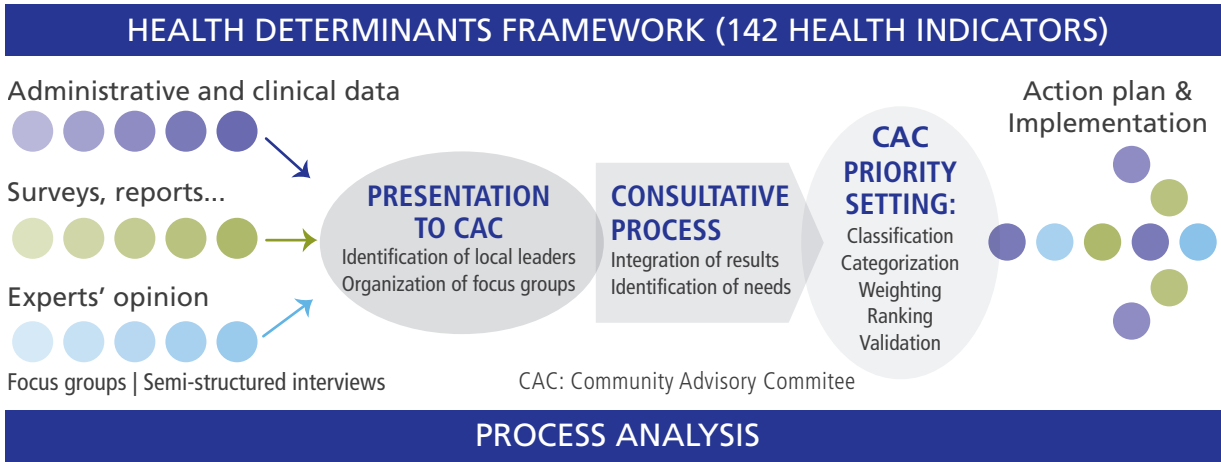 HEALTH DETERMINANTS FRAMEWORK (142 HEALTH INDICATORS)
Administrative and clinical data
Surveys, reports...
Experts’ opinion
Focus groups | Semi-structured interviews
PRESENTATION
TO CAC
Identification of local leaders
Organization of focus groups
CONSULTATIVE
PROCESS
Integration of results
Identification of needs
CAC
PRIORITY
SETTING:
Classification
Categorization
Weighting
Ranking
Validation
Action plan &
Implementation
CAC: Community Advisory Commitee
PROCESS ANALYSIS